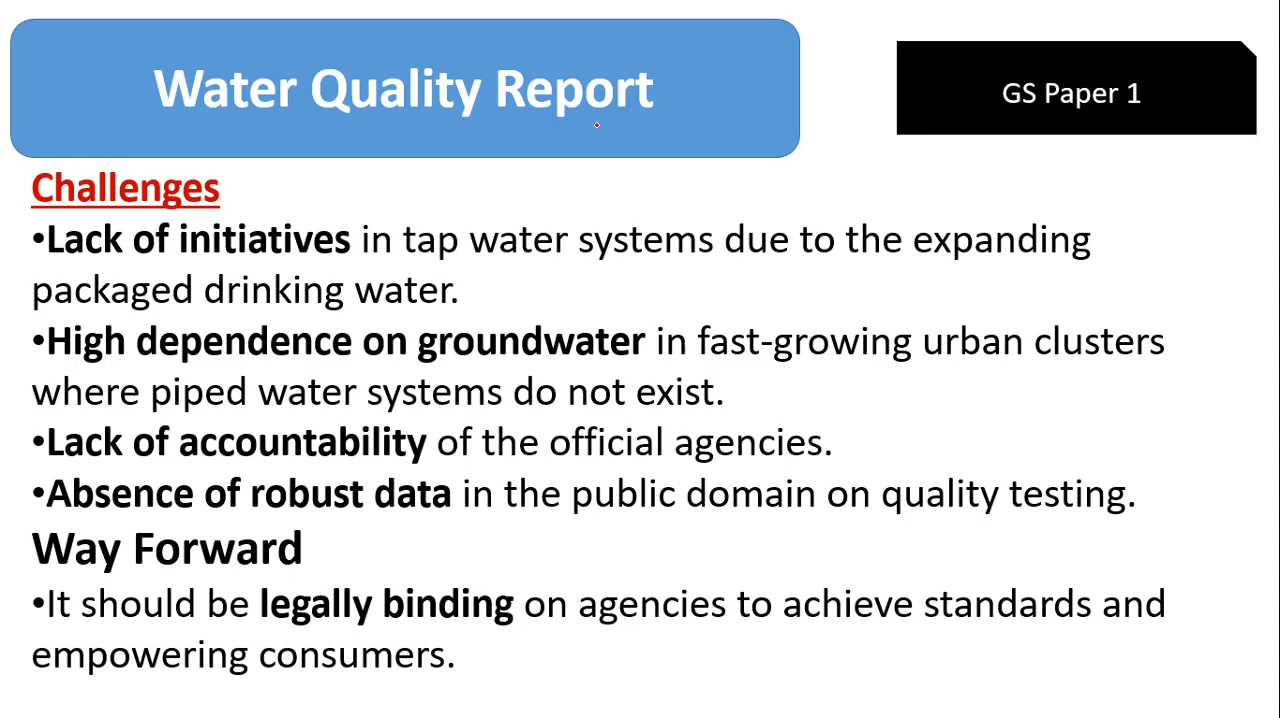 Water Quality Report
GS Paper 1
Challenges
•Lack of initiatives in tap water systems due to the expanding
packaged drinking water.
•High dependence on groundwater in fast-growing urban clusters
where piped water systems do not exist.
•Lack of accountability of the official agencies.
•Absence of robust data in the public domain on quality testing.
Way Forward
•It should be legally binding on agencies to achieve standards and
empowering consumers.